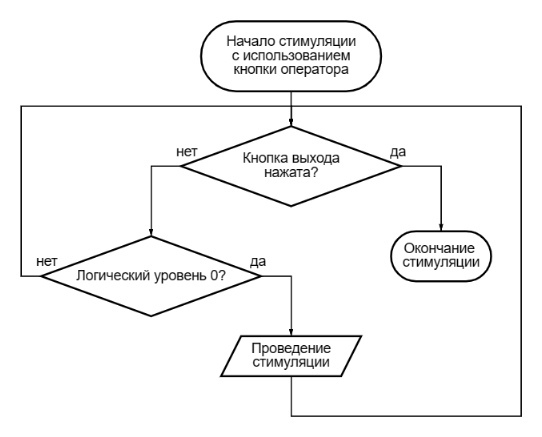 Начало стимуляции
с использованием
кнопки оператора
нет
да
Кнопка выхода
нажата?
нет
да
Логический уровень 0?
Окончание
стимуляции
Проведение
стимуляции